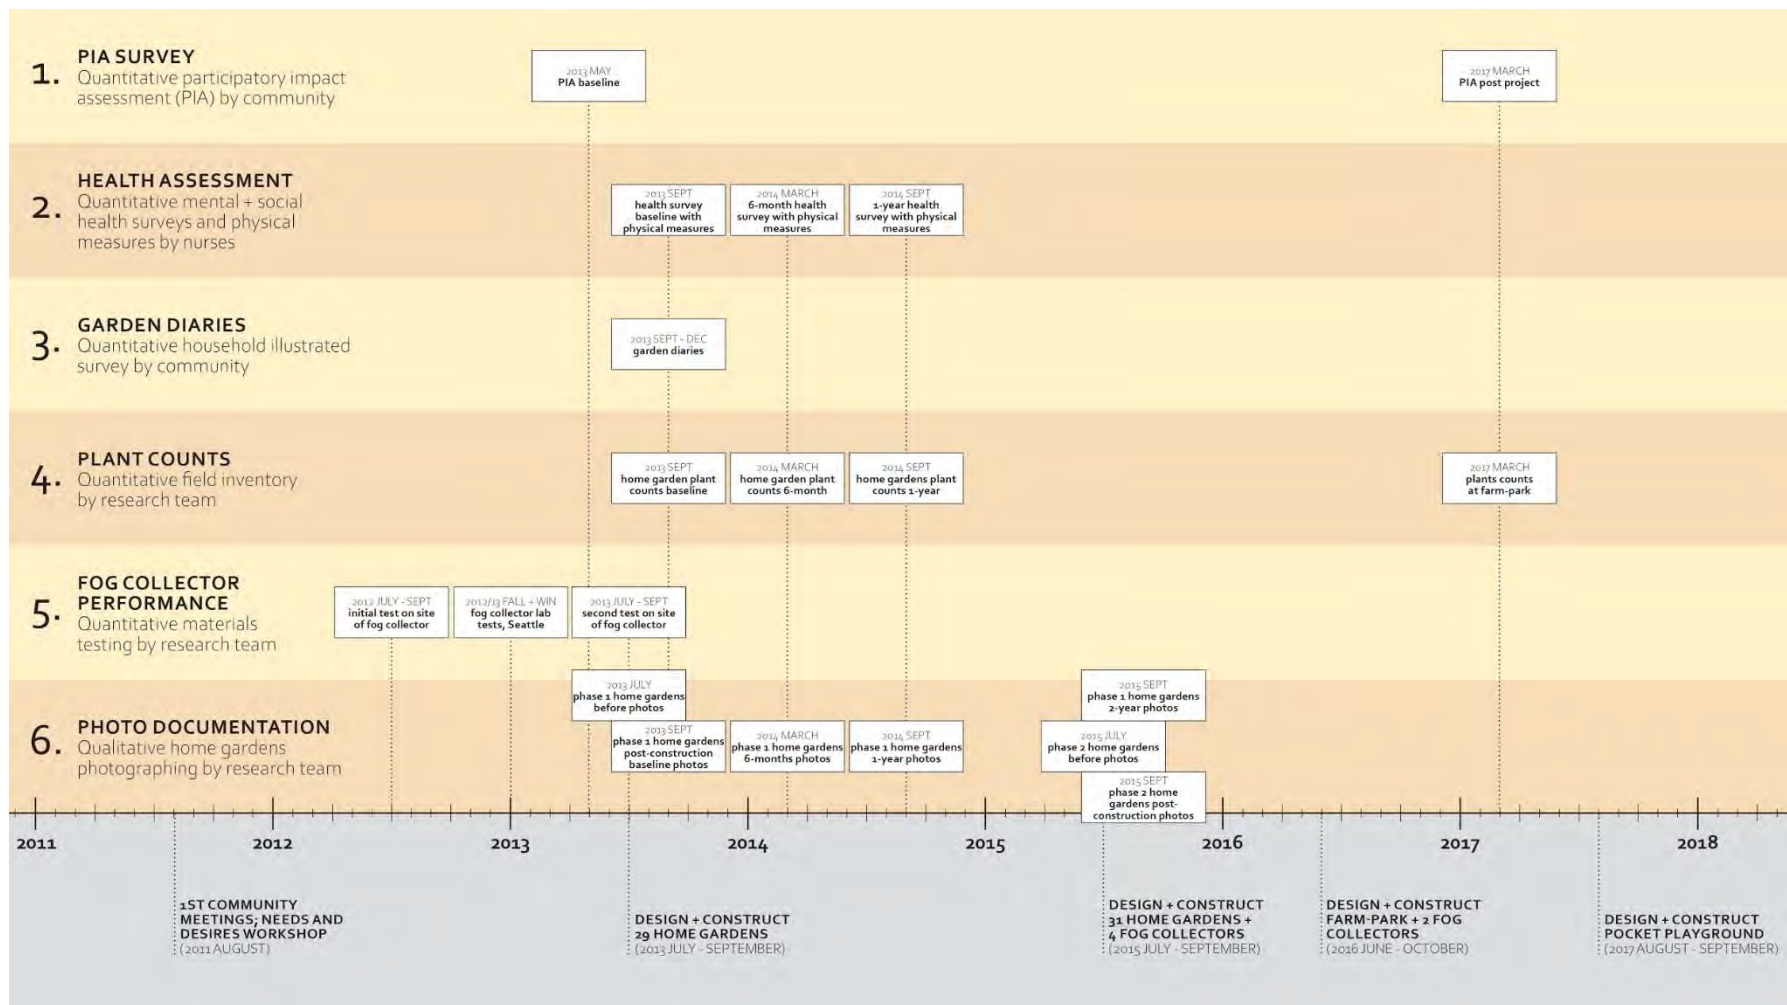 1.
PIA SURVEY
Quantitative participatory impact
assessment (PIA) by community
2013 MAY
PIA baseline
2017 MARCH
PIA post project
2.
HEALTH ASSESSMENT
Quantitative mental + social
health surveys and physical
measures by nurses
2013 SEPT
health survey
baseline with
physical measures
2014 MARCH
6-month health
survey with physical
measures
2014 SEPT
1-year health
survey with physical
measures
3.
GARDEN DIARIES
Quantitative household illustrated
survey by community
2013 SEPT - DEC
garden diaries
4.
PLANT COUNTS
Quantitative field inventory
by research team
2013 SEPT
home garden plant
counts baseline
2014 MARCH
home garden plant
counts 6-month
2014 SEPT
home gardens plant
counts 1-year
2017 MARCH
plants counts
at farm-park
5.
FOG COLLECTOR
PERFORMANCE
Quantitative materials
testing by research team
2012 JULY - SEPT
initial test on site
of fog collector
2012/13 FALL + WIN
fog collector lab
tests, Seattle
2013 JULY - SEPT
second test on site
of fog collector
6.
PHOTO DOCUMENTATION
Qualitative home gardens
photographing by research team
2013 JULY
phase 1 home gardens
before photos
2013 SEPT
phase 1 home gardens
post-construction
baseline photos
2014 MARCH
phase 1 home gardens
6-months photos
2014 SEPT
phase 1 home gardens
1-year photos
2015 SEPT
phase 1 home gardens
2-year photos
2015 JULY
phase 2 home gardens
before photos
2015 SEPT
phase 2 home
gardens post-
construction photos
2011 2012 2013 2014 2015 2016 2017 2018
1ST COMMUNITY
MEETINGS; NEEDS AND
DESIRES WORKSHOP
(2011 AUGUST)
DESIGN + CONSTRUCT
29 HOME GARDENS
(2013 JULY - SEPTEMBER)
DESIGN + CONSTRUCT
31 HOME GARDENS +
4 FOG COLLECTORS
(2015 JULY - SEPTEMBER)
DESIGN + CONSTRUCT
FARM-PARK + 2 FOG
COLLECTORS
(2016 JUNE - OCTOBER)
DESIGN + CONSTRUCT
POCKET PLAYGROUND
(2017 AUGUST - SEPTEMBER)